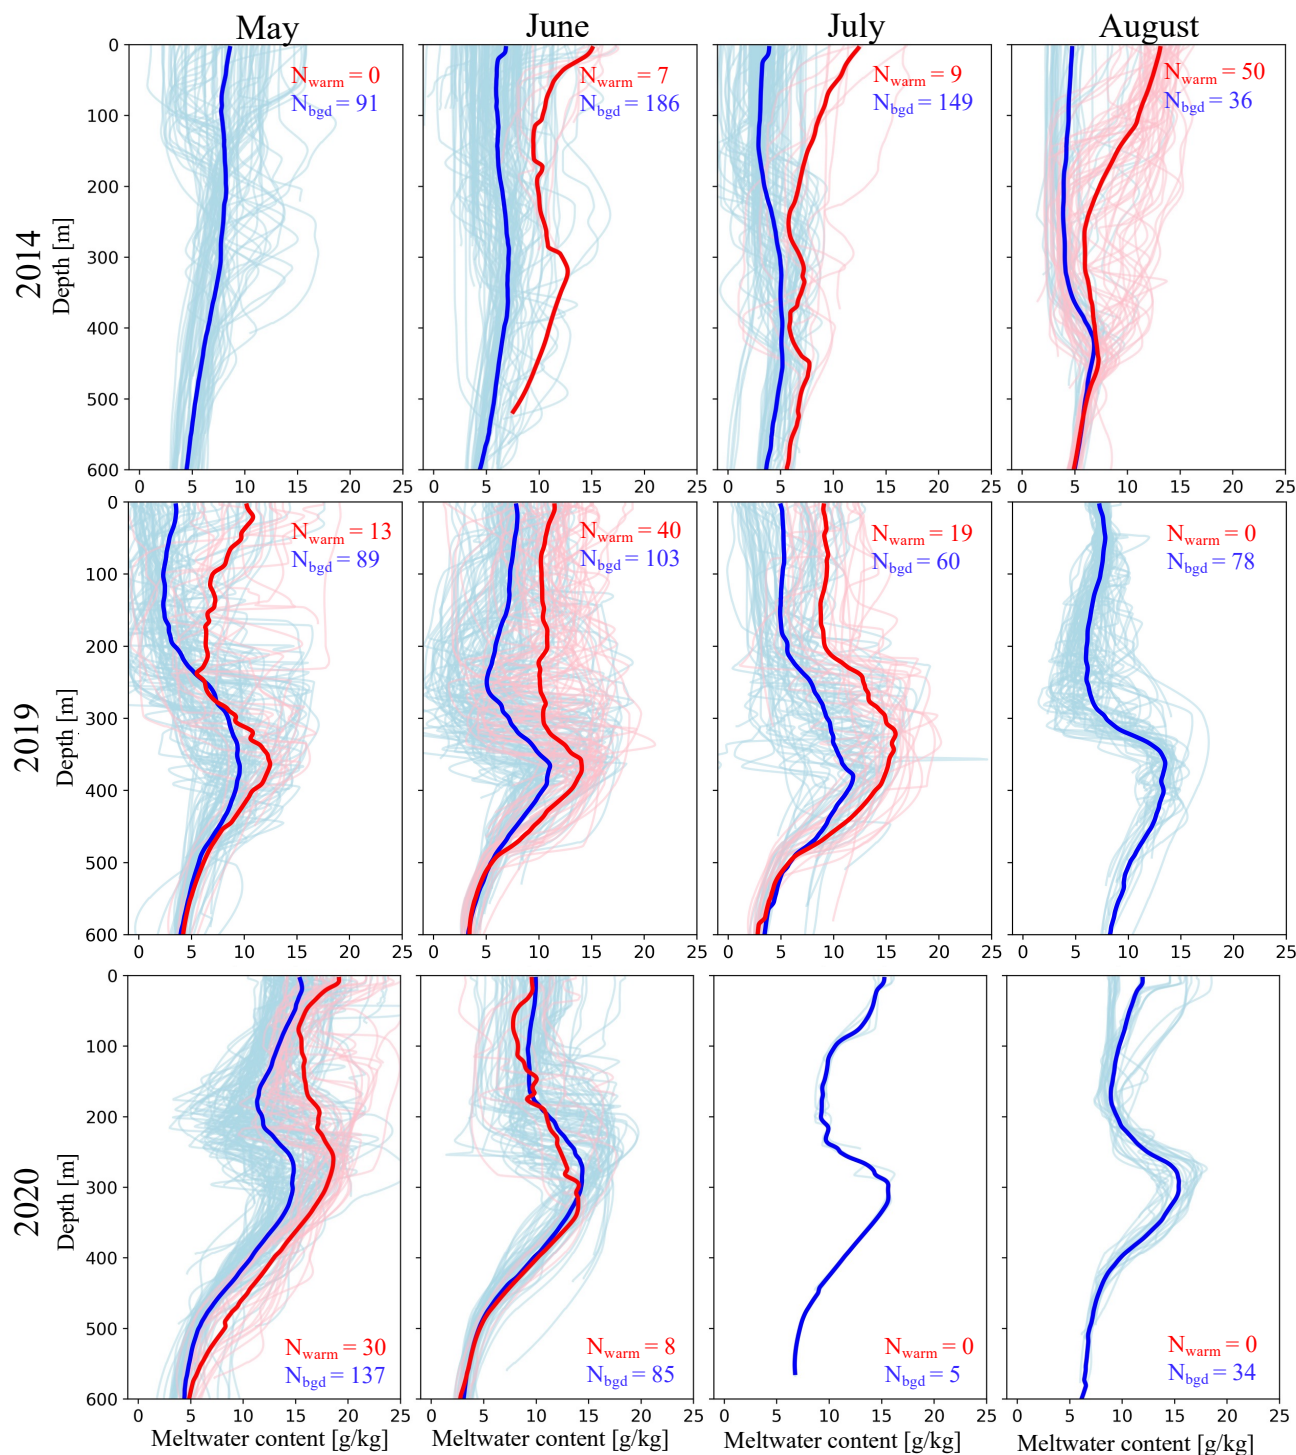 May June July August
2014
Depth [m]
0
100
200
300
400
500
600
N_warm = 0
N_bgd = 91
0 5 10 15 20 25
N_warm = 7
N_bgd = 186
0 5 10 15 20 25
N_warm = 9
N_bgd = 149
0 5 10 15 20 25
N_warm = 50
N_bgd = 36
0 5 10 15 20 25
2019
Depth [m]
0
100
200
300
400
500
600
N_warm = 13
N_bgd = 89
0 5 10 15 20 25
N_warm = 40
N_bgd = 103
0 5 10 15 20 25
N_warm = 19
N_bgd = 60
0 5 10 15 20 25
N_warm = 0
N_bgd = 78
0 5 10 15 20 25
2020
Depth [m]
0
100
200
300
400
500
600
N_warm = 30
N_bgd = 137
0 5 10 15 20 25
Meltwater content [g/kg]
N_warm = 8
N_bgd = 85
0 5 10 15 20 25
Meltwater content [g/kg]
N_warm = 0
N_bgd = 5
0 5 10 15 20 25
Meltwater content [g/kg]
N_warm = 0
N_bgd = 34
0 5 10 15 20 25
Meltwater content [g/kg]